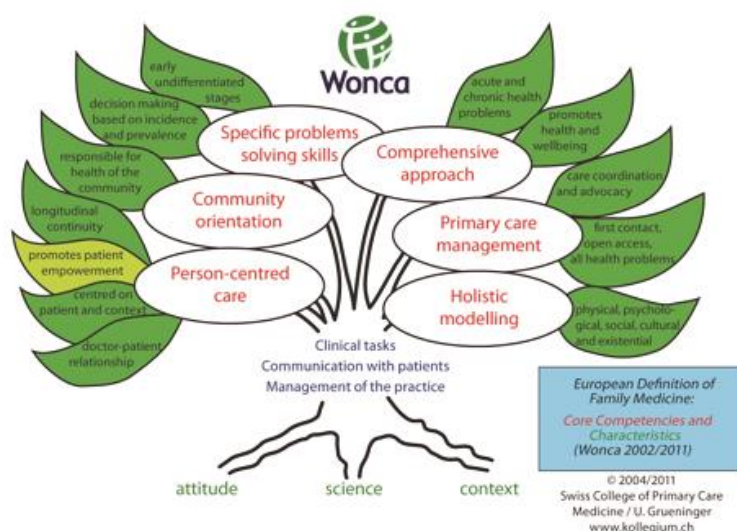 Wonca
early
undifferentiated
stages
decision making
based on incidence
and prevalence
responsible for
health of the
community
longitudinal
continuity
promotes patient
empowerment
centred on
patient and context
doctor-patient
relationship
Specific problems
solving skills
Community
orientation
Person-centred
care
Comprehensive
approach
Primary care
management
Holistic
modelling
acute and
chronic health
problems
promotes
health and
wellbeing
care coordination
and advocacy
first contact,
open access,
all health problems
physical, psycholo-
gical, social, cultural
and existential
Clinical tasks
Communication with patients
Management of the practice
attitude
science
context
European Definition of
Family Medicine:
Core Competencies and
Characteristics
(Wonca 2002/2011)
© 2004/2011
Swiss College of Primary Care
Medicine / U. Grueninger
www.kollegium.ch